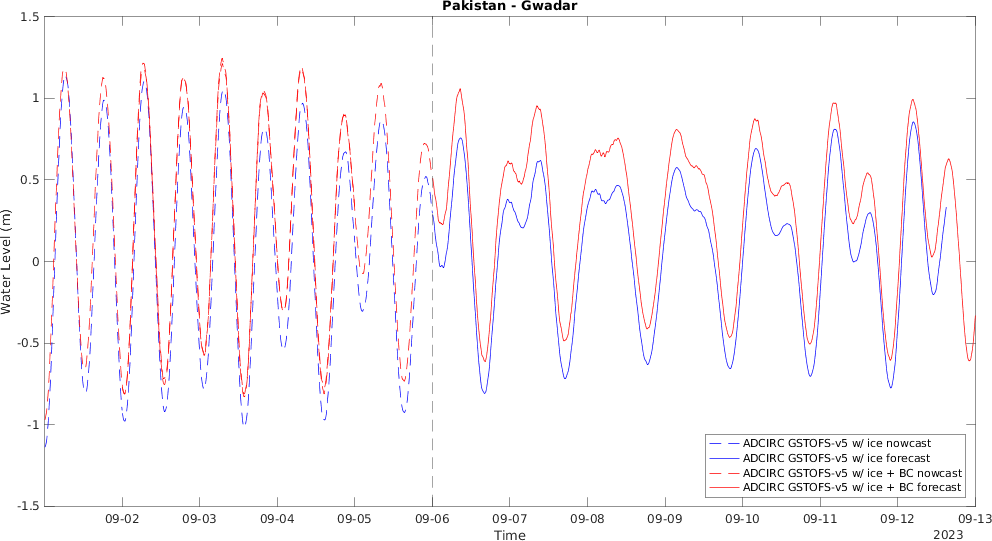 Pakistan - Gwadar
1.5
1
0.5
0
-0.5
-1
-1.5
Water Level (m)
09-02 09-03 09-04 09-05 09-06 09-07 09-08 09-09 09-10 09-11 09-12 09-13
Time
2023
ADCIRC GSTOFS-v5 w/ ice nowcast
ADCIRC GSTOFS-v5 w/ ice forecast
ADCIRC GSTOFS-v5 w/ ice + BC nowcast
ADCIRC GSTOFS-v5 w/ ice + BC forecast